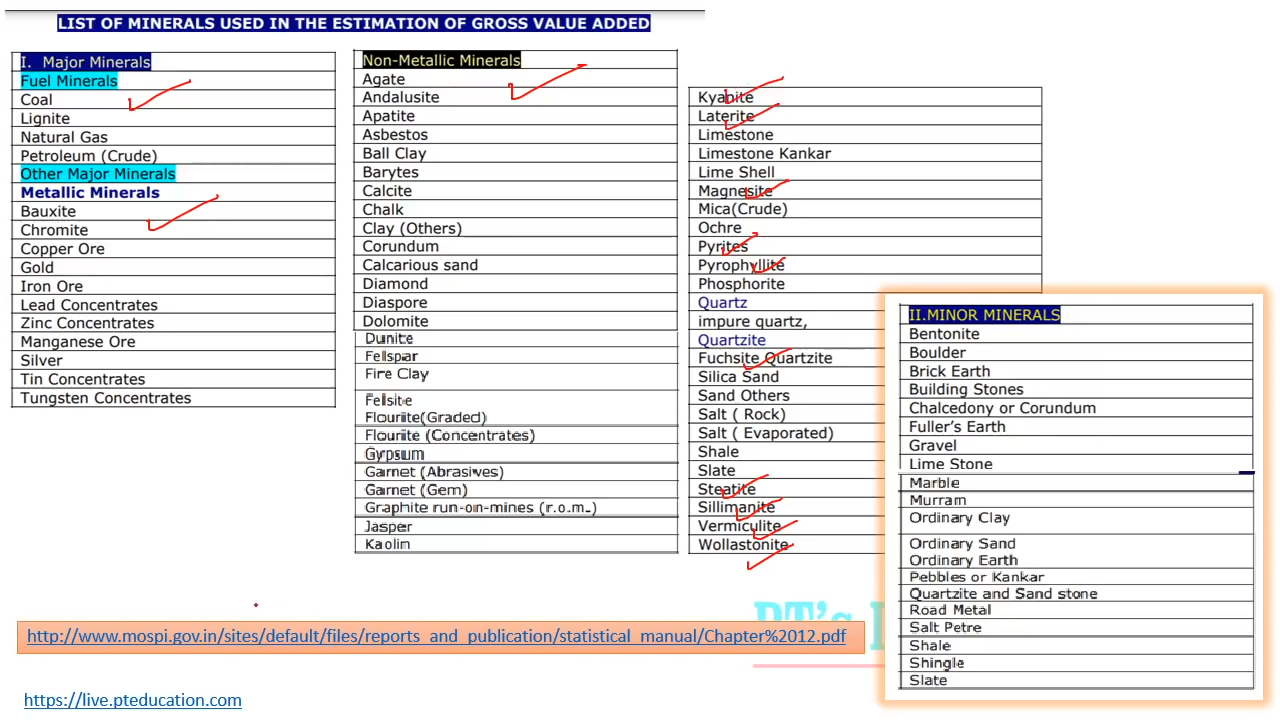 LIST OF MINERALS USED IN THE ESTIMATION OF GROSS VALUE ADDED
I. Major Minerals
Fuel Minerals
Coal
Lignite
Natural Gas
Petroleum (Crude)
Other Major Minerals
Metallic Minerals
Bauxite
Chromite
Copper Ore
Gold
Iron Ore
Lead Concentrates
Zinc Concentrates
Manganese Ore
Silver
Tin Concentrates
Tungsten Concentrates
Non-Metallic Minerals
Agate
Andalusite
Apatite
Asbestos
Ball Clay
Barytes
Calcite
Chalk
Clay (Others)
Corundum
Calcarious sand
Diamond
Diaspore
Dolomite
Dunite
Felspar
Fire Clay
Felsite
Flouriite(Graded)
Flouriite (Concentrates)
Gypsum
Garnet (Abrasives)
Garnet (Gem)
Graphite run-on-mines (r.o.m.)
Jasper
Kaolim
Kyanite
Laterite
Limestone
Limestone Kankar
Lime Shell
Magnesite
Mica(Crude)
Ochre
Pyrites
Pyrophyllite
Phosphorite
Quartz
impure quartz,
Quartzite
Fuchsite Quartzite
Silica Sand
Sand Others
Salt ( Rock)
Salt ( Evaporated)
Shale
Slate
Steatite
Sillimanite
Vermiculite
Wollastonite
II.MINOR MINERALS
Bentonite
Boulder
Brick Earth
Building Stones
Chalcedony or Corundum
Fuller's Earth
Gravel
Lime Stone
Marble
Murram
Ordinary Clay
Ordinary Sand
Ordinary Earth
Pebbles or Kankar
Quartzite and Sand stone
Road Metal
Salt Petre
Shale
Shingle
Slate
PT's
http://www.mospi.gov.in/sites/default/files/reports_and_publication/statistical_manual/Chapter%2012.pdf
https://live.pteducation.com